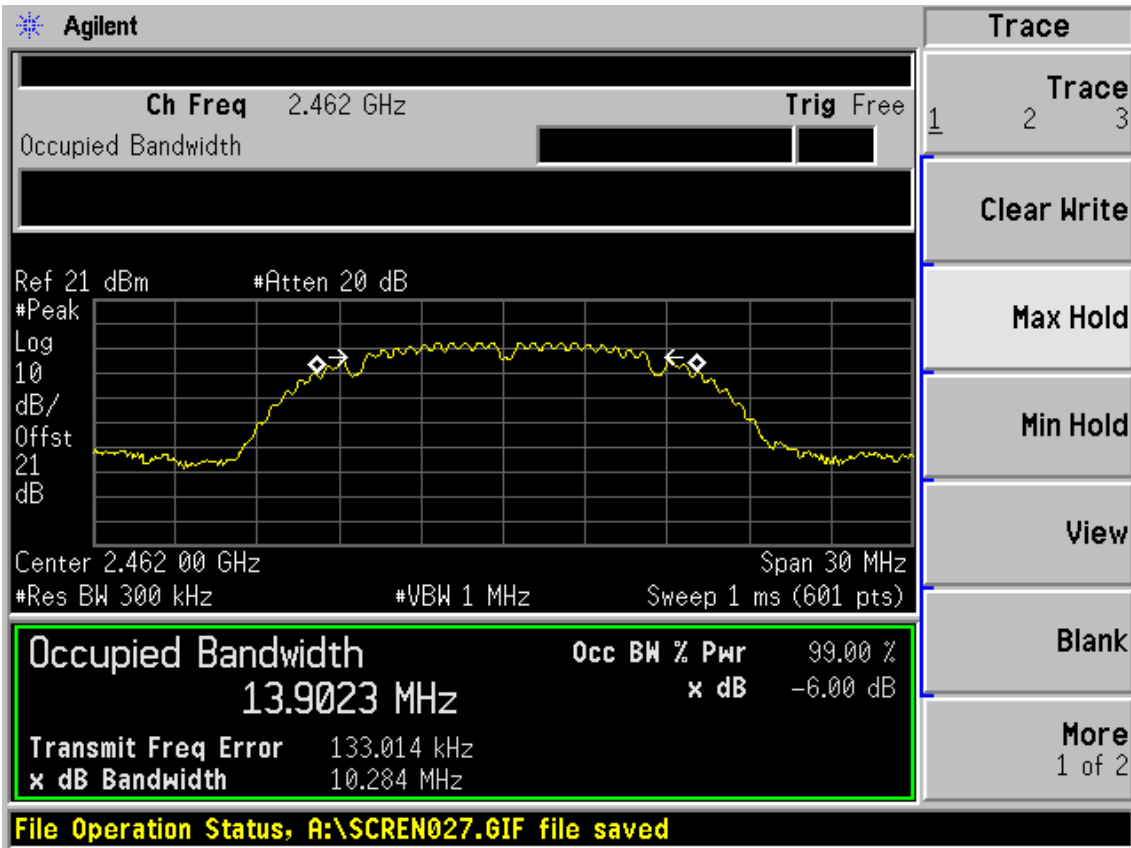 Agilent
Trace
Ch Freq 2.462 GHz Trig Free
Occupied Bandwidth
Ref 21 dBm #Atten 20 dB
#Peak
Log
10
dB/
Offst
21
dB
Center 2.462 00 GHz Span 30 MHz
#Res BW 300 kHz #VBW 1 MHz Sweep 1 ms (601 pts)
Occupied Bandwidth Occ BW % Pwr 99.00 %
13.9023 MHz x dB -6.00 dB
Transmit Freq Error 133.014 kHz
x dB Bandwidth 10.284 MHz
Trace
1 2 3
Clear Write
Max Hold
Min Hold
View
Blank
More
1 of 2
File Operation Status, A:\SCREN027.GIF file saved